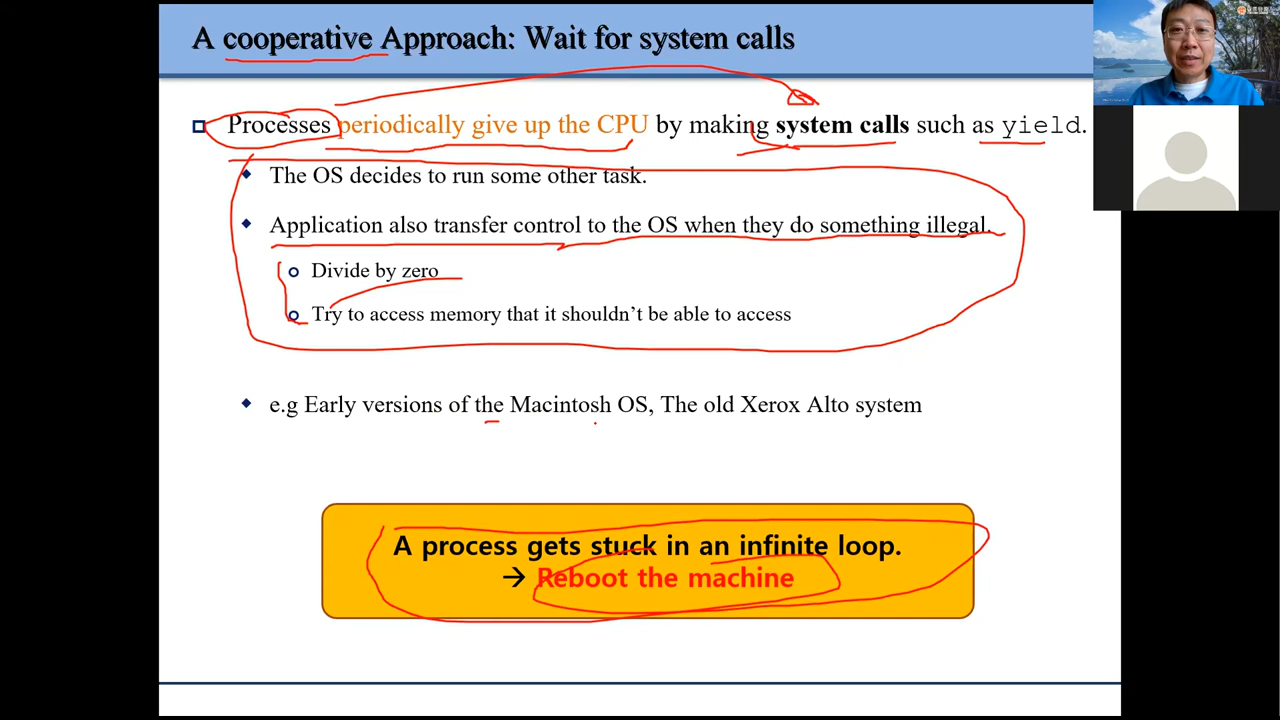 A cooperative Approach: Wait for system calls
Processes periodically give up the CPU by making system calls such as yield.
The OS decides to run some other task.
Application also transfer control to the OS when they do something illegal.
Divide by zero
Try to access memory that it shouldn’t be able to access
e.g Early versions of the Macintosh OS, The old Xerox Alto system
A process gets stuck in an infinite loop.
→ Reboot the machine